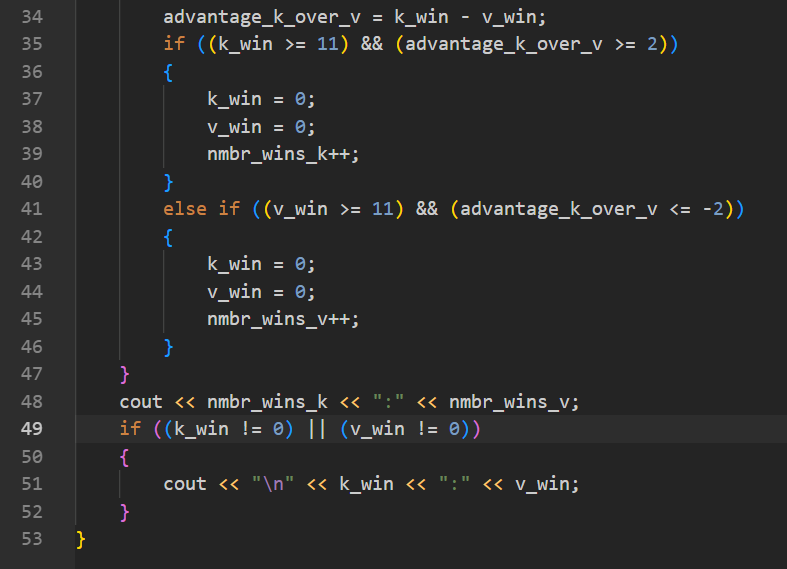 34 advantage_k_over_v = k_win - v_win;
35 if ((k_win >= 11) && (advantage_k_over_v >= 2))
36 {
37 k_win = 0;
38 v_win = 0;
39 nmbr_wins_k++;
40 }
41 else if ((v_win >= 11) && (advantage_k_over_v <= -2))
42 {
43 k_win = 0;
44 v_win = 0;
45 nmbr_wins_v++;
46 }
47 }
48 cout << nmbr_wins_k << ":" << nmbr_wins_v;
49 if ((k_win != 0) || (v_win != 0))
50 {
51 cout << "\n" << k_win << ":" << v_win;
52 }
53 }